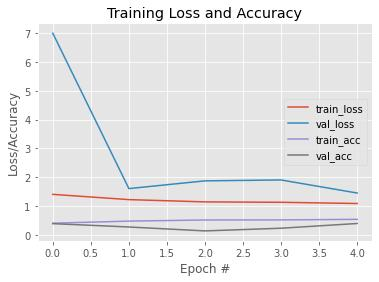 Training Loss and Accuracy
Loss/Accuracy
7
6
5
4
3
2
1
0
train_loss
val_loss
train_acc
val_acc
0.0 0.5 1.0 1.5 2.0 2.5 3.0 3.5 4.0
Epoch #